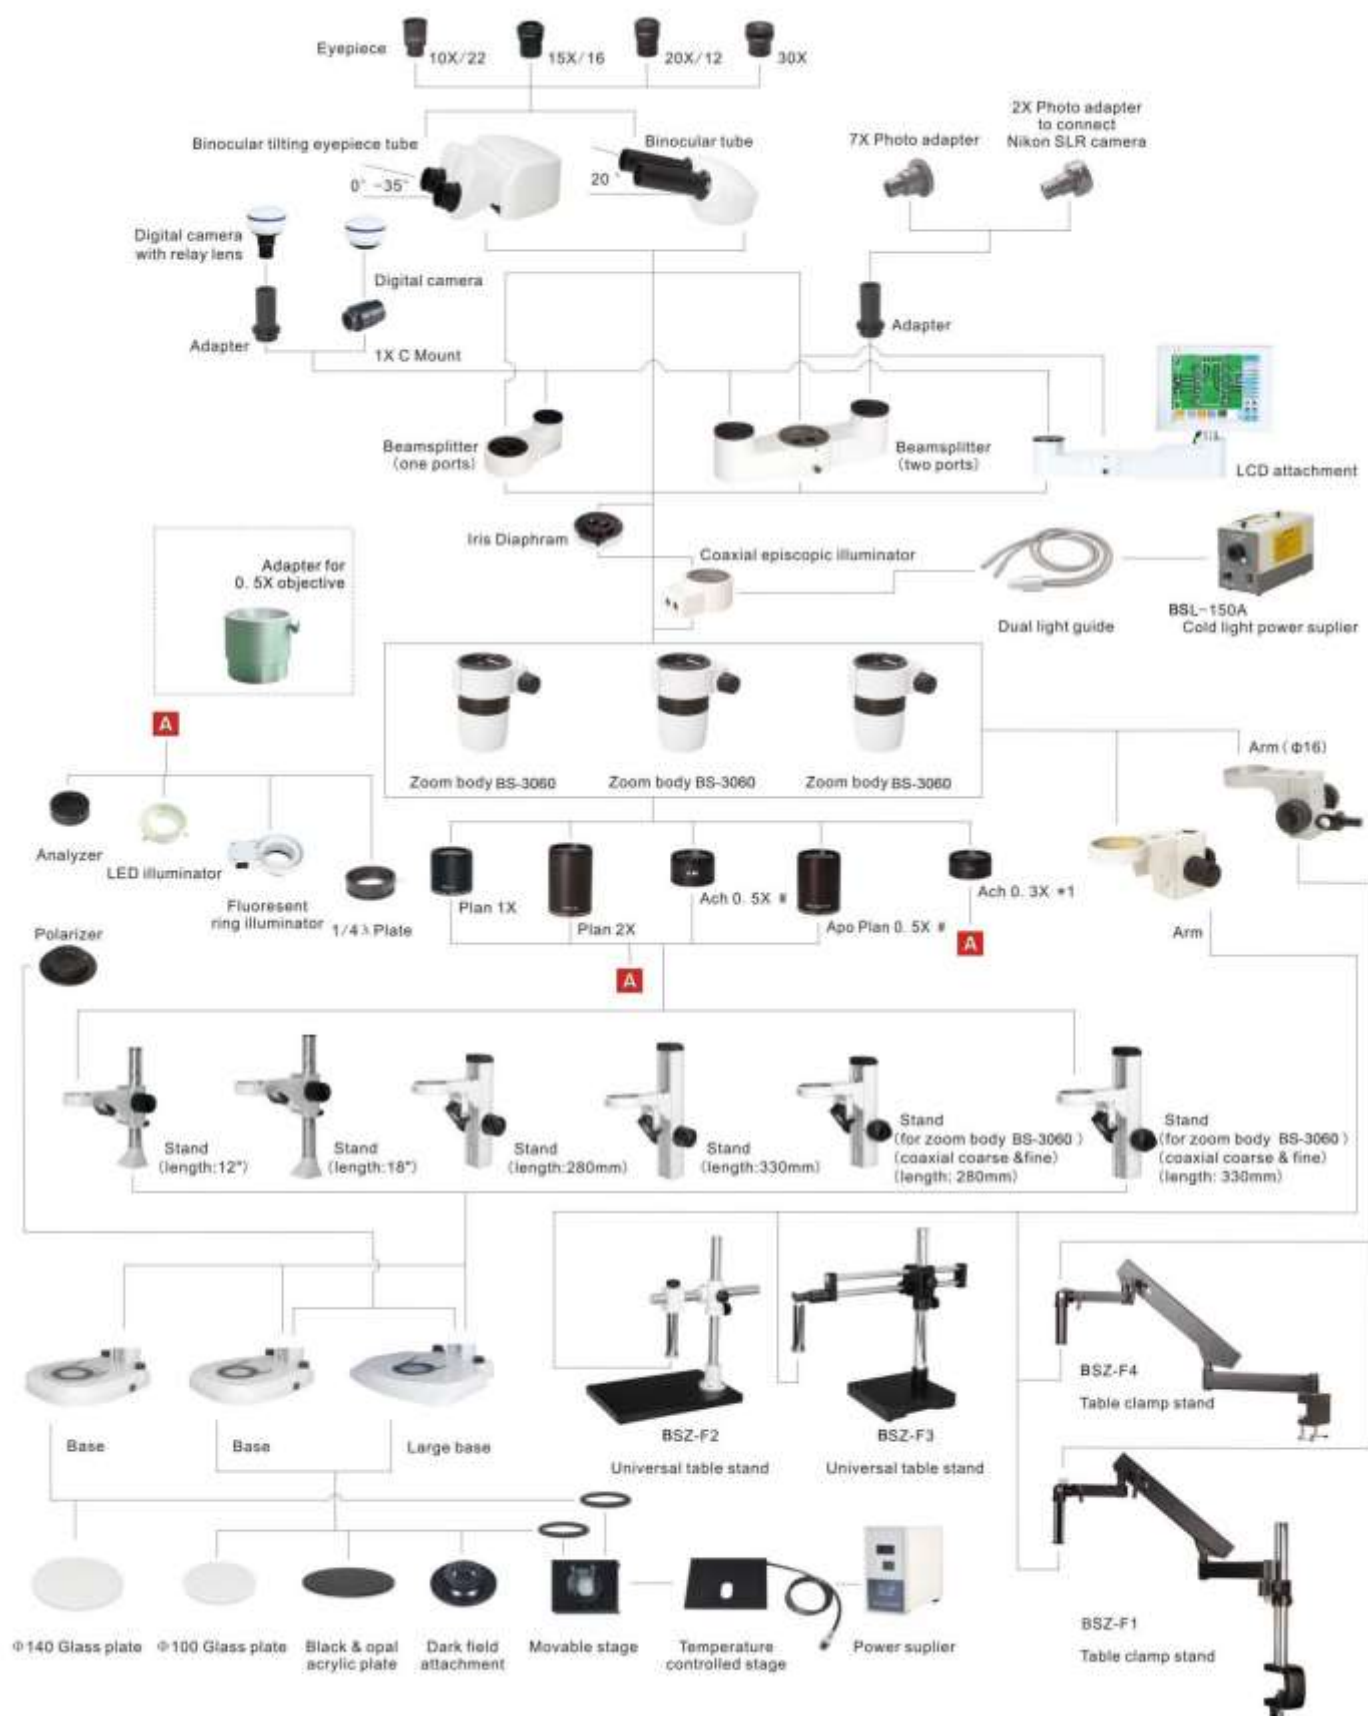 Eyepiece
10X/22
15X/16
20X/12
30X
Binocular tilting eyepiece tube
0° -35°
Binocular tube
20°
7X Photo adapter
2X Photo adapter
to connect
Nikon SLR camera
Digital camera
with relay lens
Digital camera
Adapter
1X C Mount
Adapter
Beamsplitter
(one ports)
Beamsplitter
(two ports)
LCD attachment
Iris Diaphram
Coaxial episcopic illuminator
Dual light guide
BSL-150A
Cold light power suplier
Adapter for
0. 5X objective
A
Zoom body BS-3060
Zoom body BS-3060
Zoom body BS-3060
Arm (Φ16)
Analyzer
LED illuminator
Fluoresent
ring illuminator
1/4 λ Plate
Plan 1X
Plan 2X
Ach 0. 5X #
Apo Plan 0. 5X #
Ach 0. 3X *1
Arm
Polarizer
A
A
Stand
(length:12")
Stand
(length:18")
Stand
(length:280mm)
Stand
(length:330mm)
Stand
(for zoom body BS-3060 )
(coaxial coarse &fine)
(length: 280mm)
Stand
(for zoom body BS-3060 )
(coaxial coarse & fine)
(length: 330mm)
Base
Base
Large base
BSZ-F2
Universal table stand
BSZ-F3
Universal table stand
BSZ-F4
Table clamp stand
BSZ-F1
Table clamp stand
Φ140 Glass plate
Φ100 Glass plate
Black & opal
acrylic plate
Dark field
attachment
Movable stage
Temperature
controlled stage
Power suplier